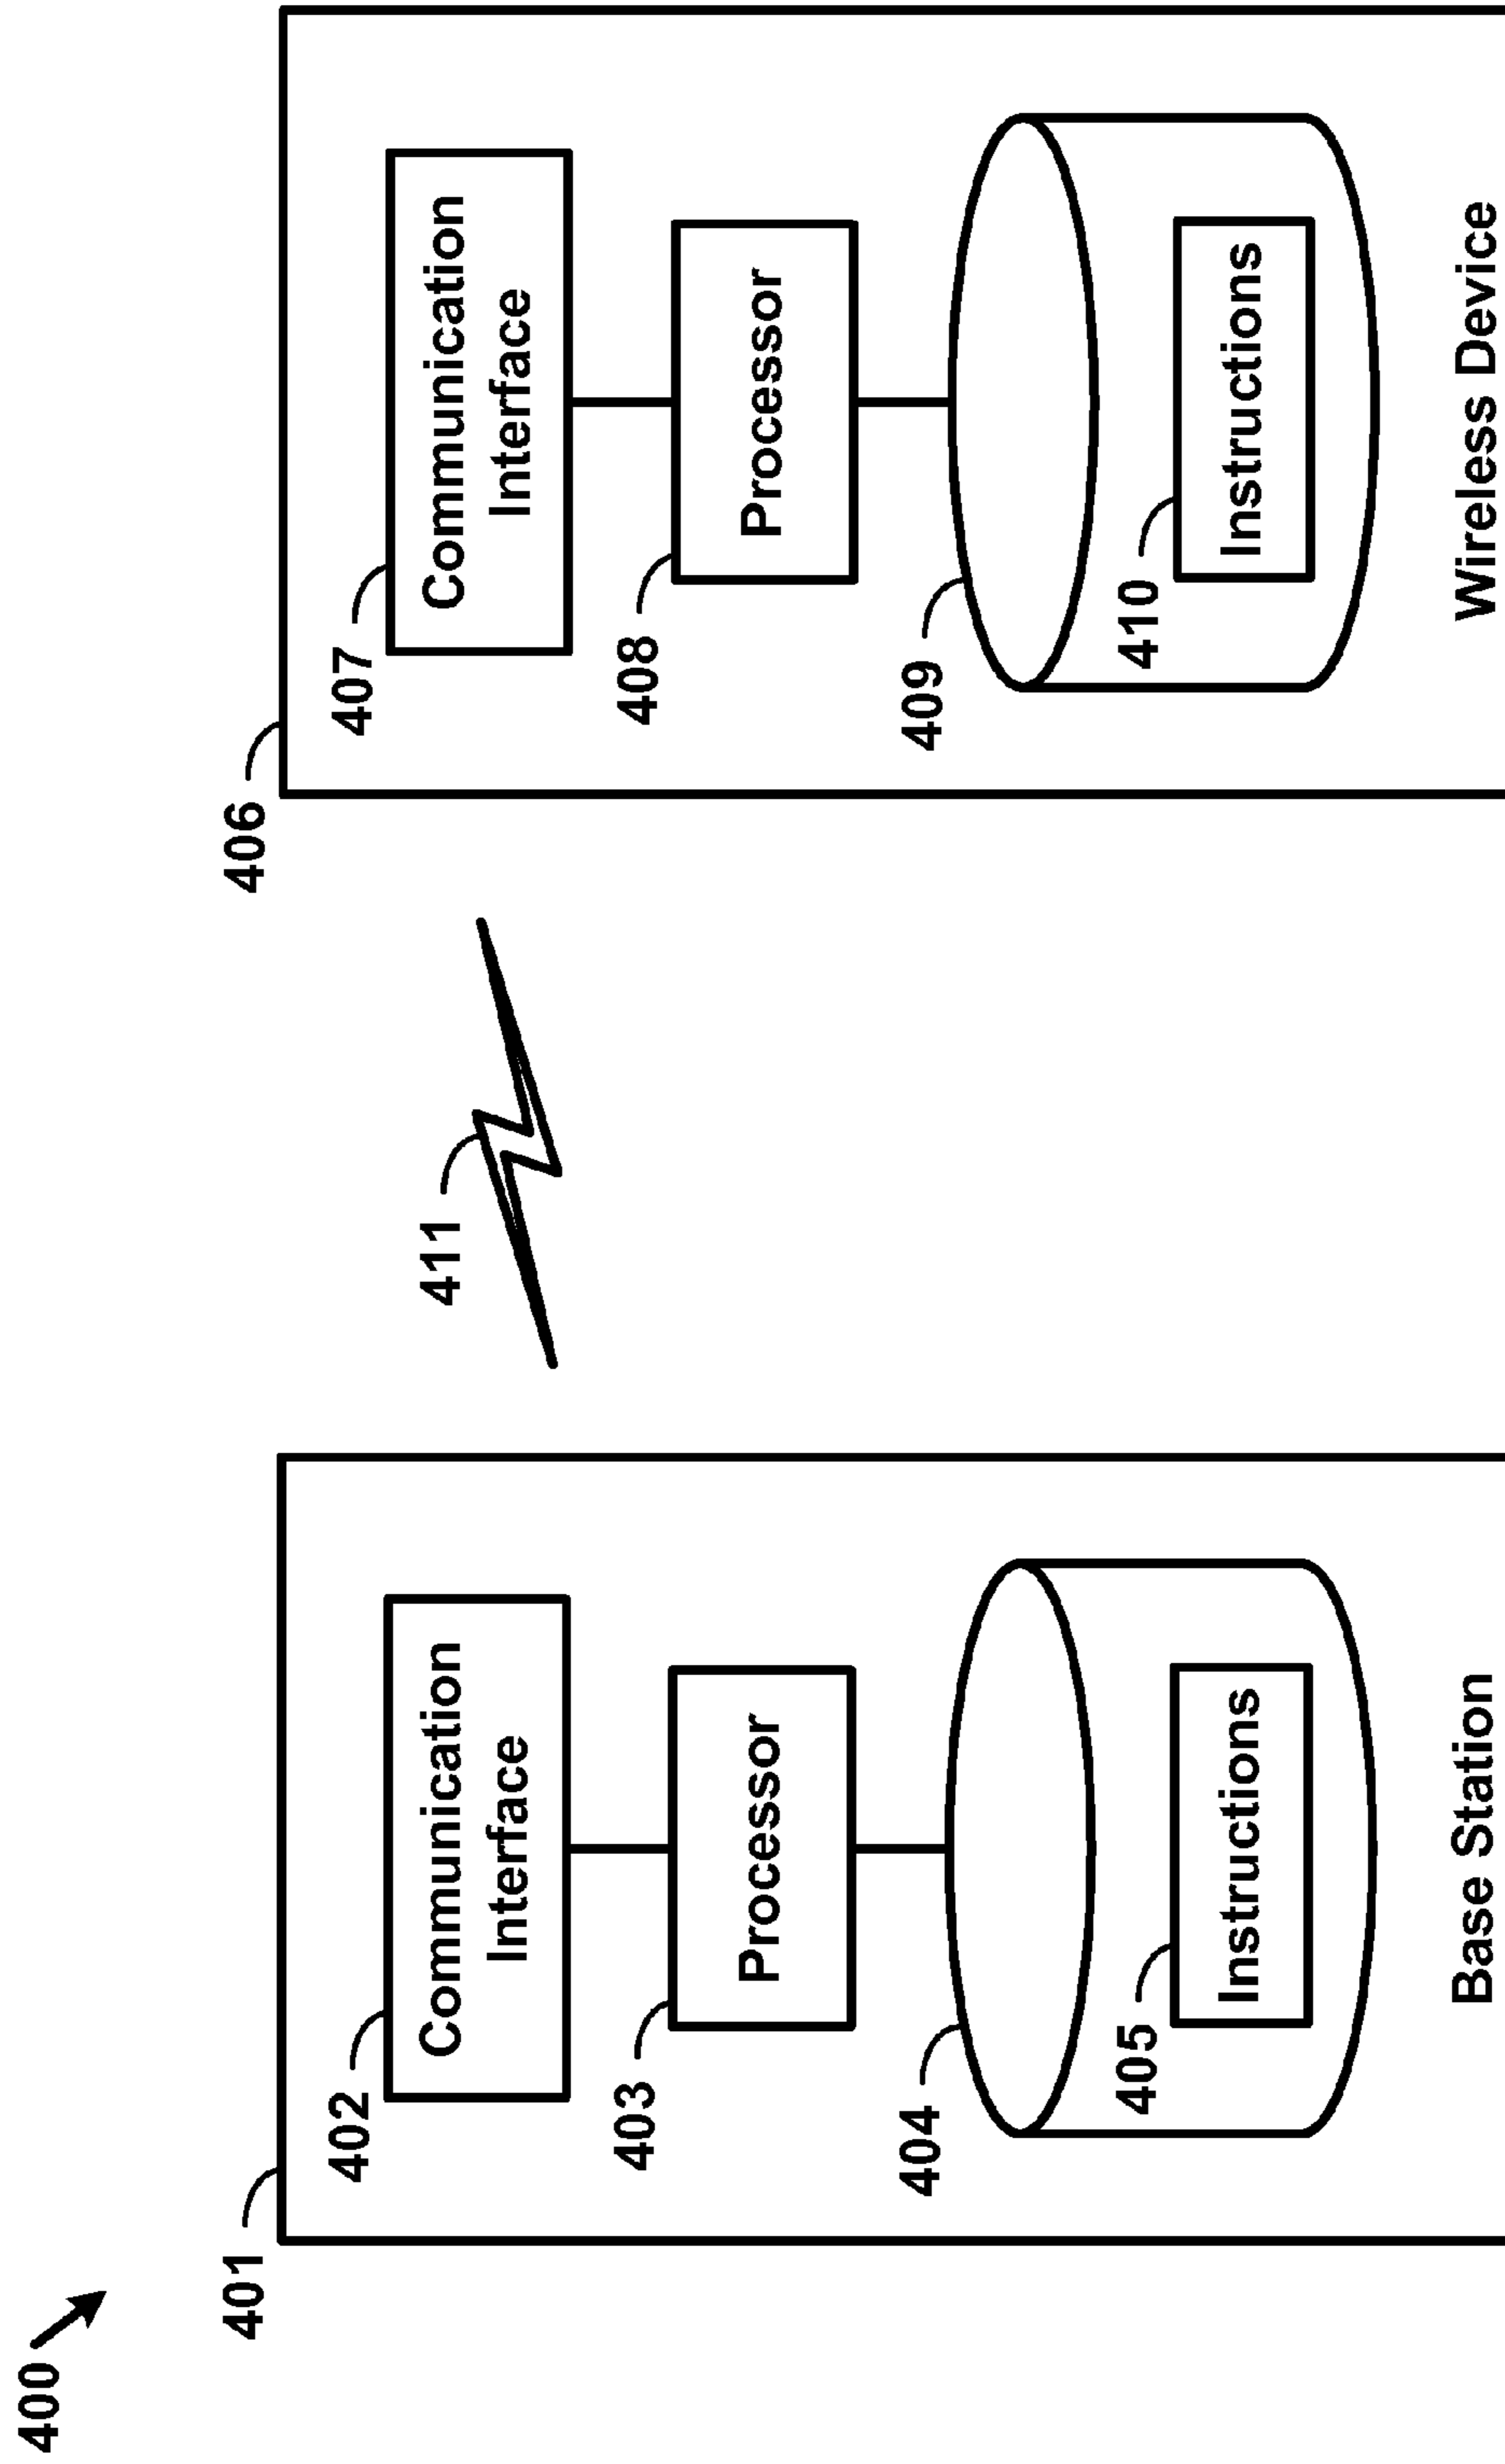 400
401
402
Communication
Interface
403
Processor
404
405
Instructions
Base Station
411
406
407
Communication
Interface
408
Processor
409
410
Instructions
Wireless Device